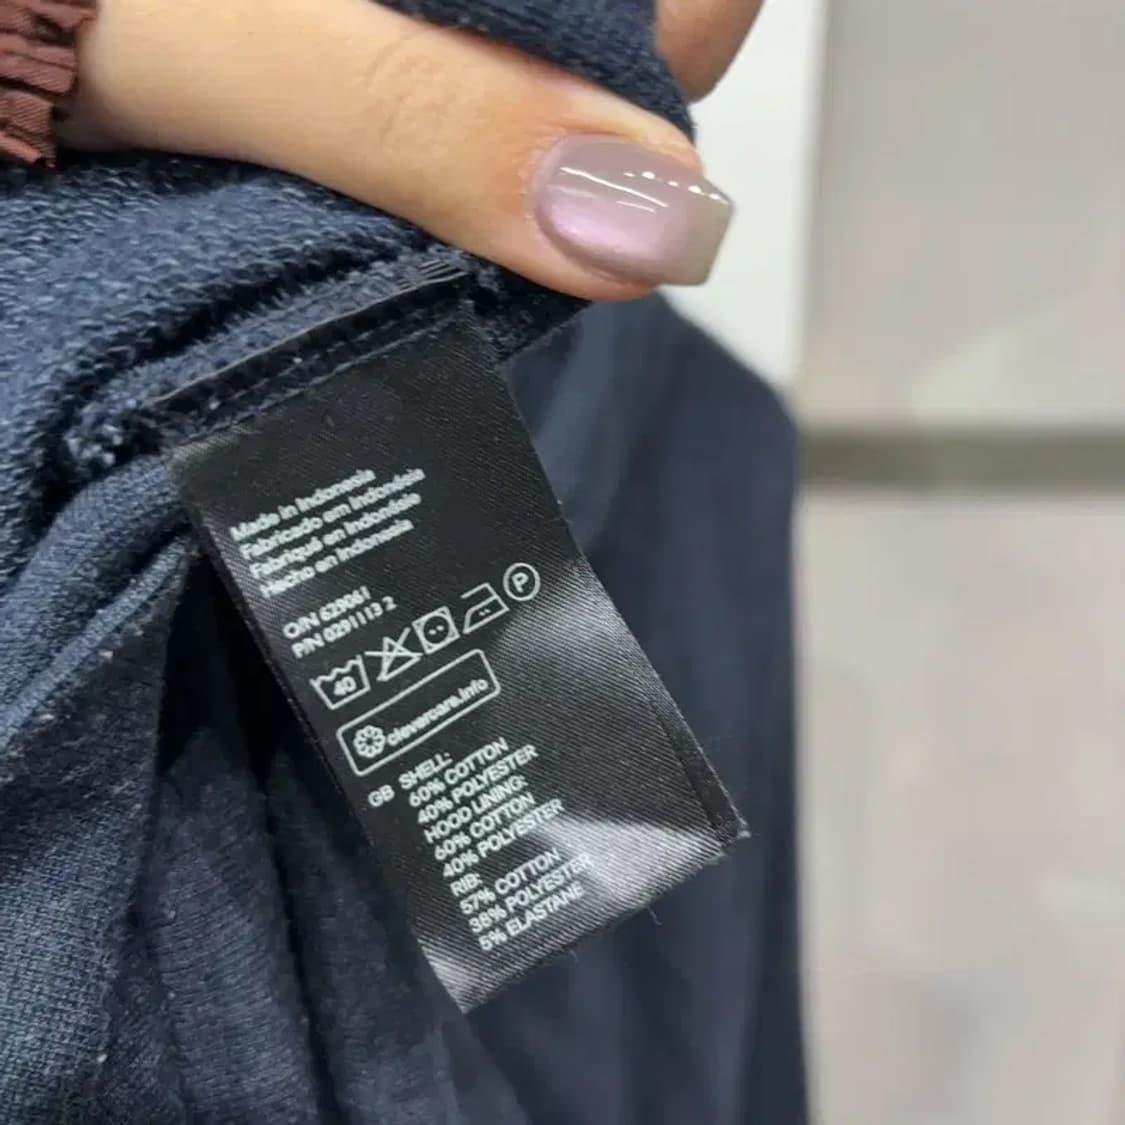 Made in Indonesia
Fabricado em Indondsia
Fabriqué en Indonésie
Hecho en Indonesia
O/N 629061
P/N 0291113 2
40 P
clevercare.info
GB SHELL:
60% COTTON
40% POLYESTER
HOOD LINING:
60% COTTON
40% POLYESTER
RIB:
57% COTTON
38% POLYESTER
5% ELASTANE